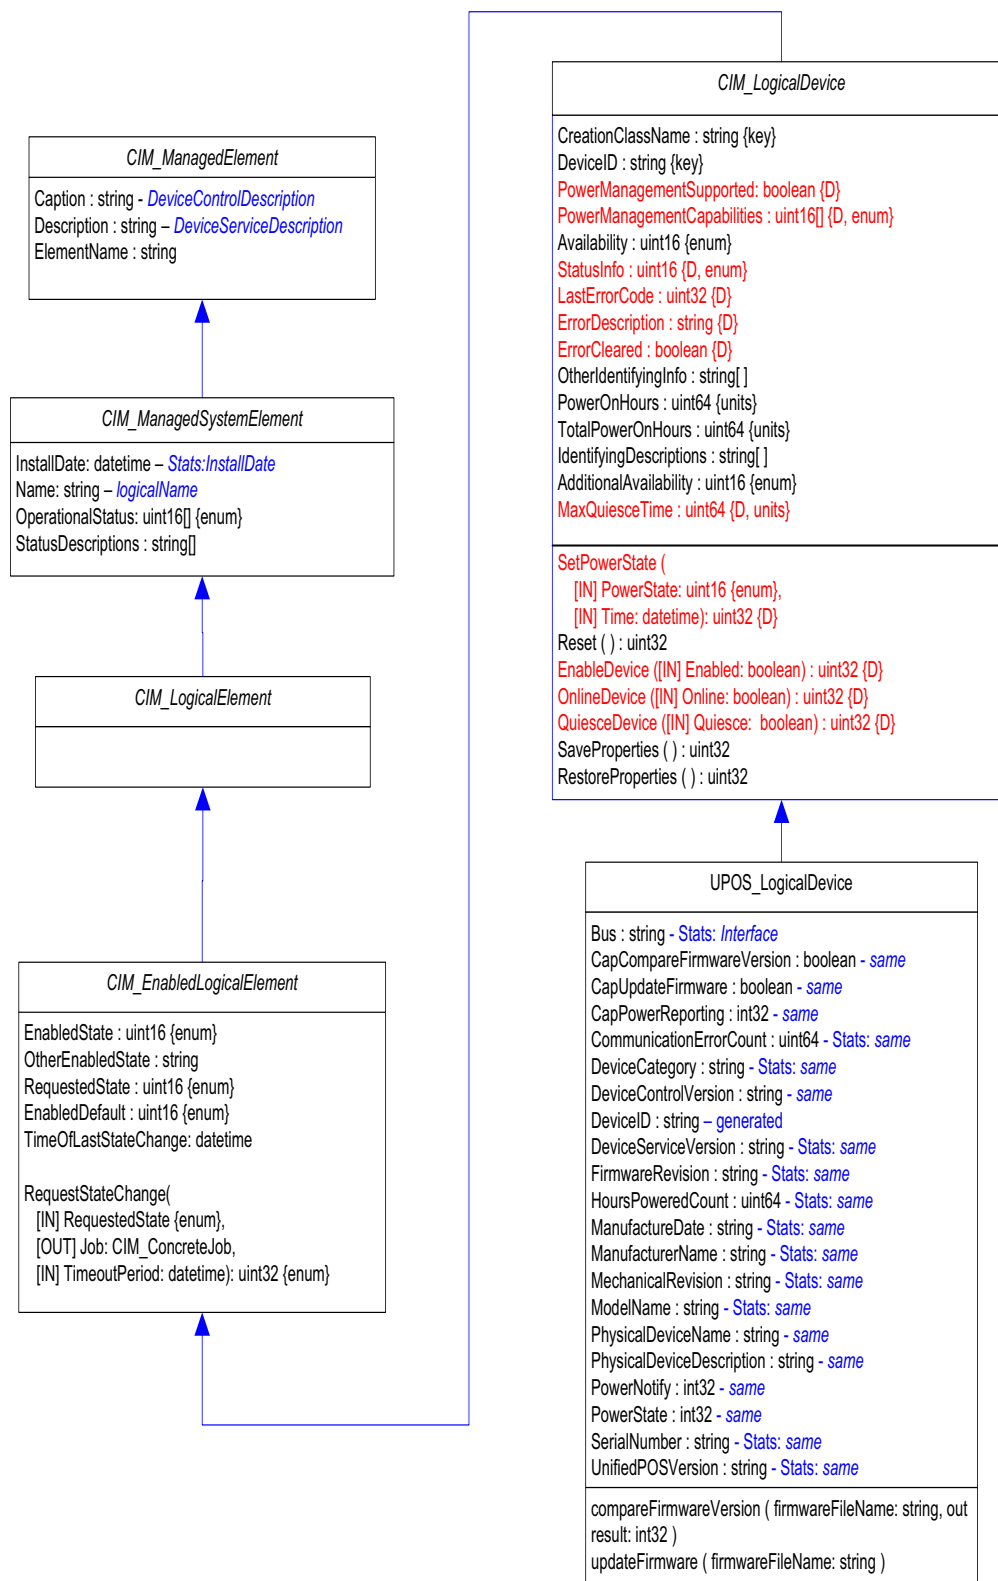 CIM_ManagedElement
Caption : string - DeviceControlDescription
Description : string – DeviceServiceDescription
ElementName : string
CIM_ManagedSystemElement
InstallDate: datetime – Stats:InstallDate
Name: string – logicalName
OperationalStatus: uint16[] {enum}
StatusDescriptions : string[]
CIM_LogicalElement
CIM_EnabledLogicalElement
EnabledState : uint16 {enum}
OtherEnabledState : string
RequestedState : uint16 {enum}
EnabledDefault : uint16 {enum}
TimeOfLastStateChange: datetime
RequestStateChange(
[IN] RequestedState {enum},
[OUT] Job: CIM_ConcreteJob,
[IN] TimeoutPeriod: datetime): uint32 {enum}
CIM_LogicalDevice
CreationClassName : string {key}
DeviceID : string {key}
PowerManagementSupported: boolean {D}
PowerManagementCapabilities : uint16[] {D, enum}
Availability : uint16 {enum}
StatusInfo : uint16 {D, enum}
LastErrorCode : uint32 {D}
ErrorDescription : string {D}
ErrorCleared : boolean {D}
OtherIdentifyingInfo : string[ ]
PowerOnHours : uint64 {units}
TotalPowerOnHours : uint64 {units}
IdentifyingDescriptions : string[ ]
AdditionalAvailability : uint16 {enum}
MaxQuiesceTime : uint64 {D, units}
SetPowerState (
[IN] PowerState: uint16 {enum},
[IN] Time: datetime): uint32 {D}
Reset ( ) : uint32
EnableDevice ([IN] Enabled: boolean) : uint32 {D}
OnlineDevice ([IN] Online: boolean) : uint32 {D}
QuiesceDevice ([IN] Quiesce:  boolean) : uint32 {D}
SaveProperties ( ) : uint32
RestoreProperties ( ) : uint32
UPOS_LogicalDevice
Bus : string - Stats: Interface
CapCompareFirmwareVersion : boolean - same
CapUpdateFirmware : boolean - same
CapPowerReporting : int32 - same
CommunicationErrorCount : uint64 - Stats: same
DeviceCategory : string - Stats: same
DeviceControlVersion : string - same
DeviceID : string – generated
DeviceServiceVersion : string - Stats: same
FirmwareRevision : string - Stats: same
HoursPoweredCount : uint64 - Stats: same
ManufactureDate : string - Stats: same
ManufacturerName : string - Stats: same
MechanicalRevision : string - Stats: same
ModelName : string - Stats: same
PhysicalDeviceName : string - same
PhysicalDeviceDescription : string - same
PowerNotify : int32 - same
PowerState : int32 - same
SerialNumber : string - Stats: same
UnifiedPOSVersion : string - Stats: same
compareFirmwareVersion ( firmwareFileName: string, out
result: int32 )
updateFirmware ( firmwareFileName: string )